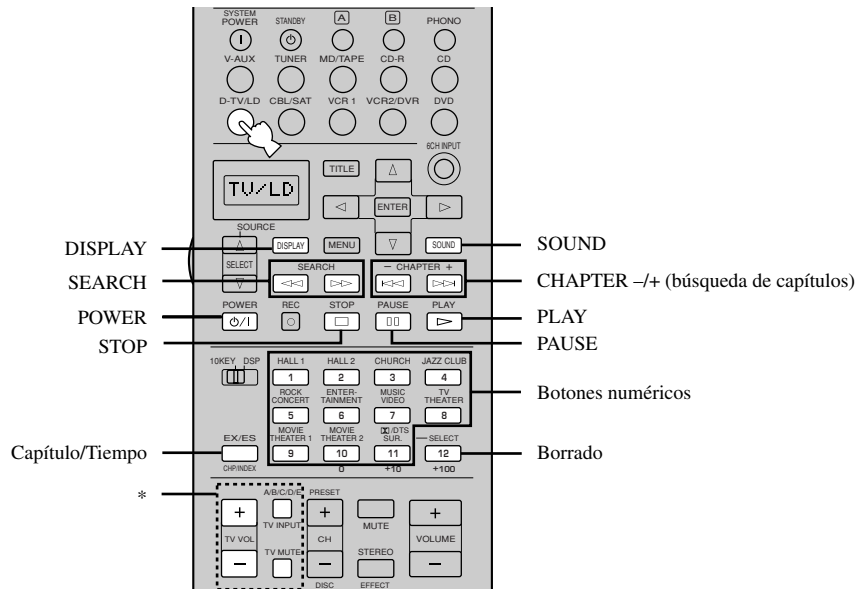 SYSTEM
POWER STANDBY A B PHONO
V-AUX TUNER MD/TAPE CD-R CD
D-TV/LD CBL/SAT VCR 1 VCR2/DVR DVD
6CH INPUT
TITLE
TV/LD
ENTER
SOURCE
DISPLAY DISPLAY MENU SOUND SOUND
SELECT
SEARCH SEARCH – CHAPTER + CHAPTER –/+ (búsqueda de capítulos)
POWER POWER REC STOP PAUSE PLAY PLAY
STOP PAUSE
10KEY DSP HALL 1 HALL 2 CHURCH JAZZ CLUB
1 2 3 4
ROCK CONCERT ENTER-TAINMENT MUSIC VIDEO TV THEATER Botones numéricos
5 6 7 8
MOVIE THEATER 1 MOVIE THEATER 2 /DTS SUR. SELECT
EX/ES
Capítulo/Tiempo 9 10 11 12 Borrado
CHP/INDEX 0 +10 +100
*
A/B/C/D/E PRESET
+ + +
TV INPUT MUTE
TV VOL CH VOLUME
TV MUTE STEREO
– – –
DISC EFFECT